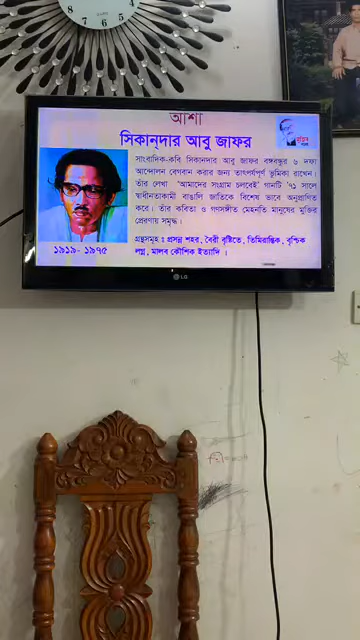 আশা
সিকান্‌দার আবু জাফর
সাংবাদিক-কবি সিকানদার আবু জাফর বঙ্গবন্ধুর ৬ দফা
আন্দোলন বেগবান করার জন্য তাৎপর্যপূর্ণ ভূমিকা রাখেন।
তাঁর লেখা 'আমাদের সংগ্রাম চলবেই' গানটি '৭১ সালে
স্বাধীনতাকামী বাঙালি জাতিকে বিশেষ ভাবে অনুপ্রাণিত
করে। তাঁর কবিতা ও গণসঙ্গীত মেহনতি মানুষের মুক্তির
প্রেরণায় সমৃদ্ধ।
গ্রন্থসমূহ : প্রসন্ন শহর, বৈরী বৃষ্টিতে, তিমিরান্তিক, বৃশ্চিক
লগ্ন, মালব কৌশিক ইত্যাদি ।
১৯১৯- ১৯৭৫
LG